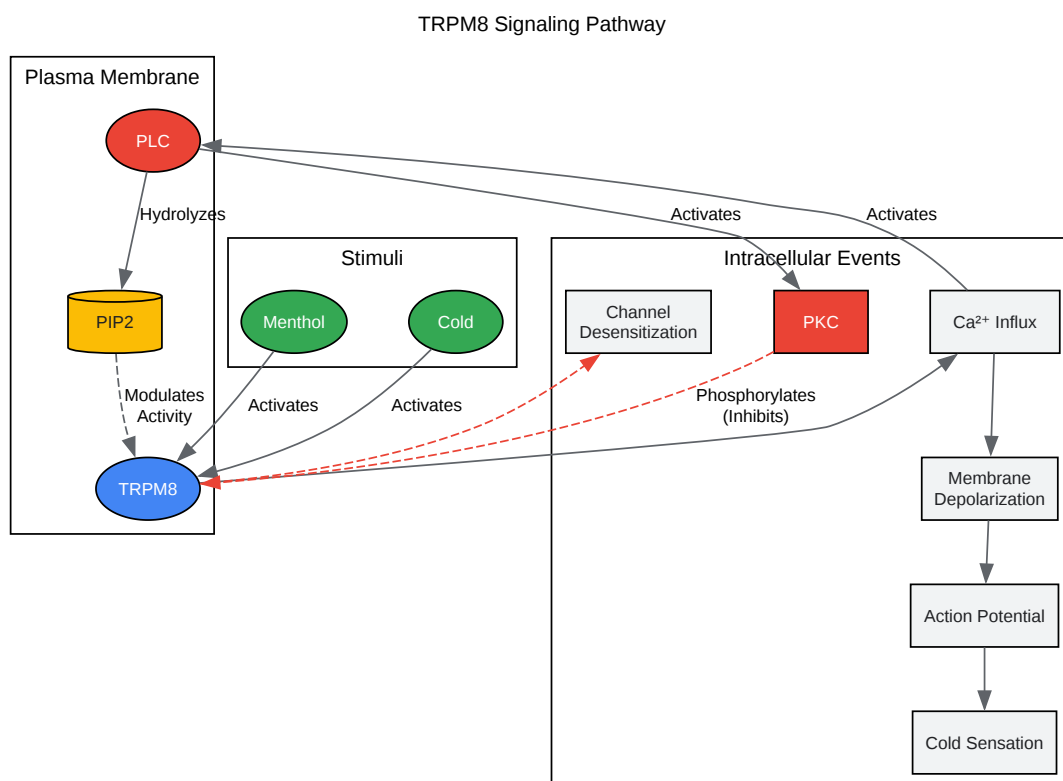 TRPM8 Signaling Pathway
Plasma Membrane
PLC
Hydrolyzes
Activates
Activates
Stimuli
Intracellular Events
PIP2
Menthol
Cold
Channel
Desensitization
PKC
Ca²⁺ Influx
Modulates
Activity
Activates
Activates
Phosphorylates
(Inhibits)
TRPM8
Membrane
Depolarization
Action Potential
Cold Sensation